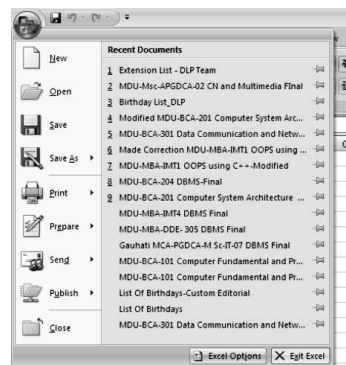 New
Open
Save
Save As
Print
Prepare
Send
Publish
Close
Recent Documents
1 Extension List - DLP Team
2 MDU-Msc-APGDCA-02 CN and Multimedia FInal
3 Birthday List_DLP
4 Modified MDU-BCA-201 Computer System Arc...
5 MDU-BCA-301 Data Communication and Netw...
6 Made Correction MDU-MBA-IMT1 OOPS using ...
7 MDU-MBA-IMT1 OOPS using C++-Modified
8 MDU-BCA-204 DBMS-Final
9 MDU-BCA-201 Computer System Architecture ...
MDU-MBA-IMT4 DBMS Final
MDU-MBA-DDE- 305 DBMS Final
Gauhati MCA-PGDCA-M Sc-IT-07 DBMS Final
MDU-BCA-101 Computer Fundamental and Pr...
MDU-BCA-101 Computer Fundamental and Pr...
List Of Birthdays-Custom Editorial
List Of Birthdays
MDU-BCA-301 Data Communication and Netw...
Excel Options
Exit Excel